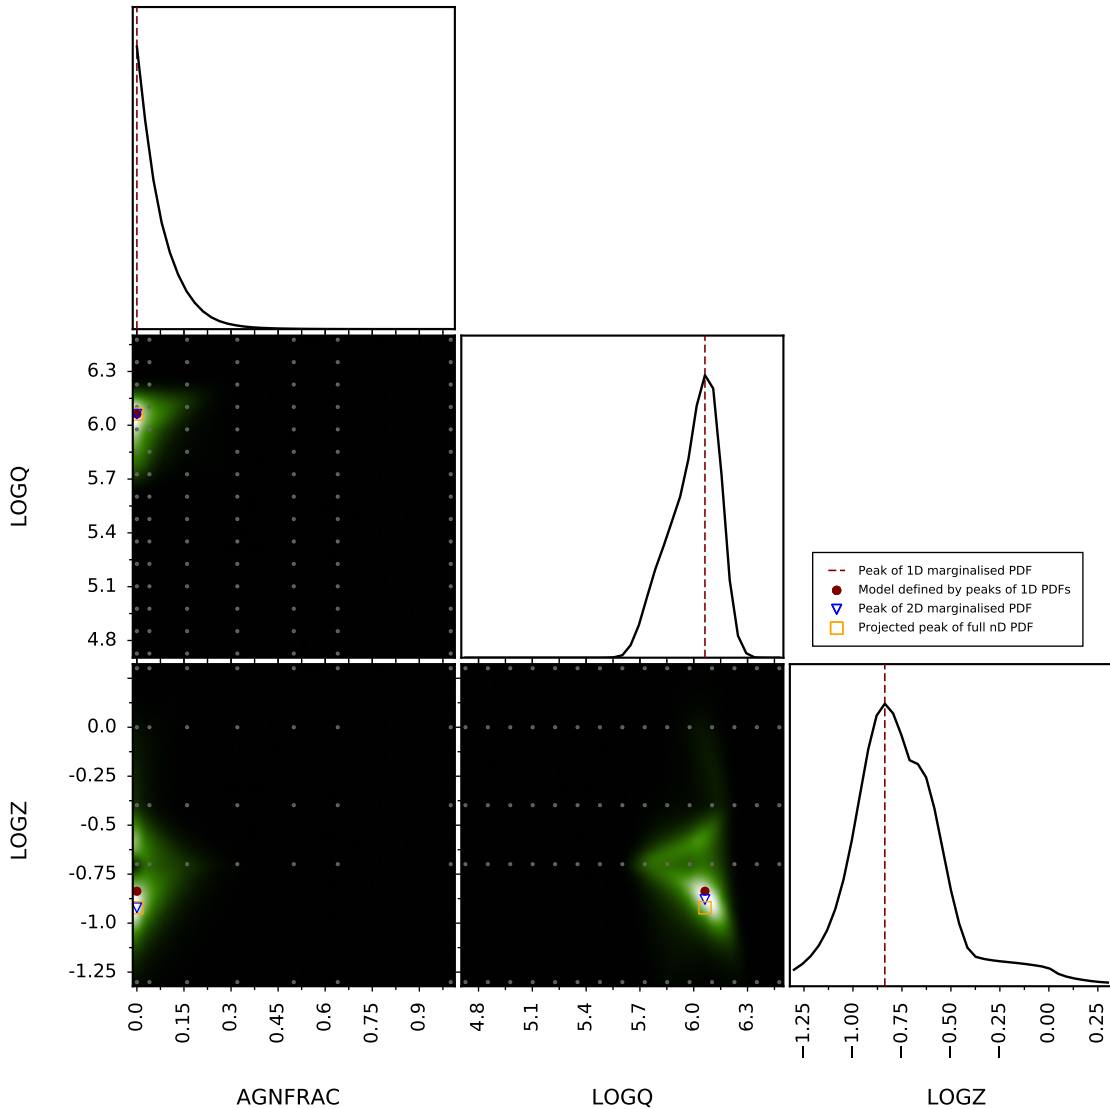 6.3
6.0
5.7
5.4
5.1
4.8
LOGQ
Peak of 1D marginalised PDF
Model defined by peaks of 1D PDFs
Peak of 2D marginalised PDF
Projected peak of full nD PDF
0.0
-0.25
-0.5
-0.75
-1.0
-1.25
LOGZ
0.0 0.15 0.3 0.45 0.6 0.75 0.9
4.8 5.1 5.4 5.7 6.0 6.3
−1.25 −1.00 −0.75 −0.50 −0.25 0.00 0.25
AGNFRAC LOGQ LOGZ